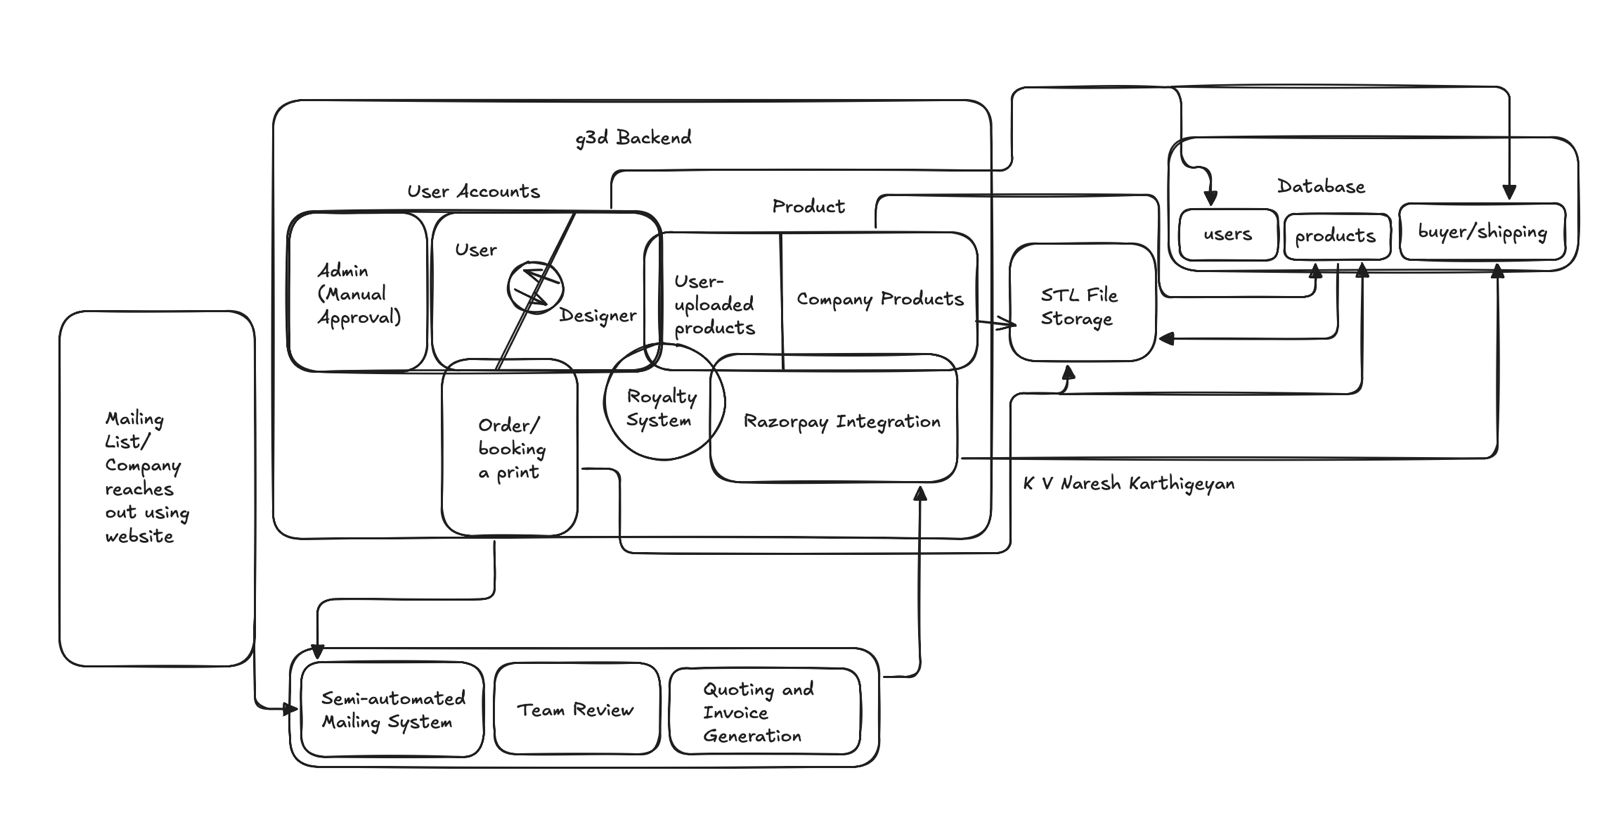 g3d Backend
User Accounts
Product
Database
Admin
(Manual
Approval)
User
Designer
User-
uploaded
products
Company Products
STL File
Storage
users
products
buyer/shipping
Order/
booking
a print
Royalty
System
Razorpay Integration
K V Naresh Karthigeyan
Mailing
List/
Company
reaches
out using
website
Semi-automated
Mailing System
Team Review
Quoting and
Invoice
Generation